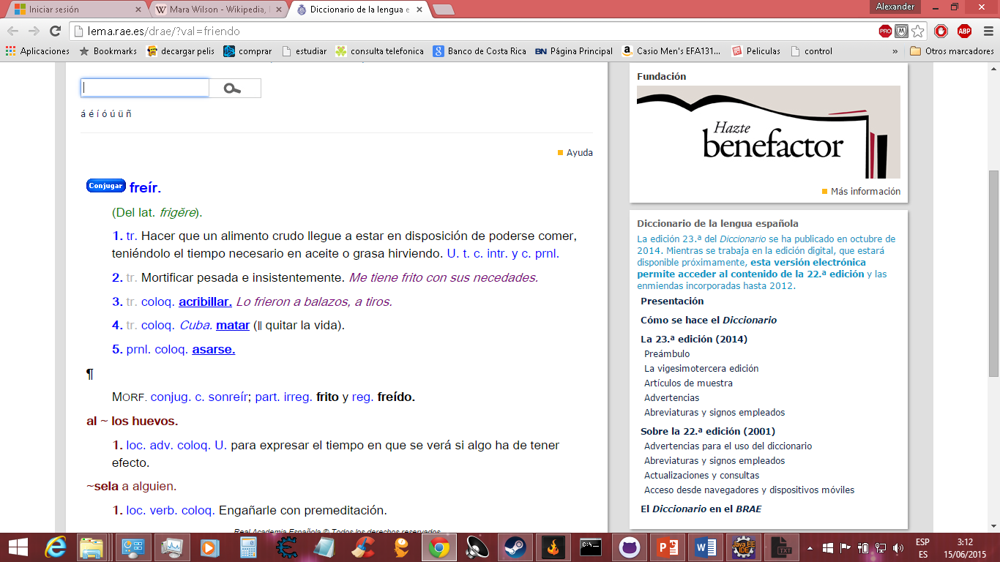 Iniciar sesión
Mara Wilson - Wikipedia, l
Diccionario de la lengua e
Alexander
lema.rae.es/drae/?val=friendo
PRO
ABP
Aplicaciones
Bookmarks
decargar pelis
comprar
estudiar
consulta telefonica
Banco de Costa Rica
BN Página Principal
Casio Men's EFA131...
Peliculas
control
»
Otros marcadores
á é í ó ú ü ñ
Ayuda
Conjugar freír.
(Del lat. frigĕre).
1. tr. Hacer que un alimento crudo llegue a estar en disposición de poderse comer,
teniéndolo el tiempo necesario en aceite o grasa hirviendo. U. t. c. intr. y c. prnl.
2. tr. Mortificar pesada e insistentemente. Me tiene frito con sus necedades.
3. tr. coloq. acribillar. Lo frieron a balazos, a tiros.
4. tr. coloq. Cuba. matar (‖ quitar la vida).
5. prnl. coloq. asarse.
¶
MORF. conjug. c. sonreír; part. irreg. frito y reg. freído.
al ~ los huevos.
1. loc. adv. coloq. U. para expresar el tiempo en que se verá si algo ha de tener
efecto.
~sela a alguien.
1. loc. verb. coloq. Engañarle con premeditación.
Real Academia Española © Todos los derechos reservados
Fundación
Hazte
benefactor
Más información
Diccionario de la lengua española
La edición 23.ª del Diccionario se ha publicado en octubre de
2014. Mientras se trabaja en la edición digital, que estará
disponible próximamente, esta versión electrónica
permite acceder al contenido de la 22.ª edición y las
enmiendas incorporadas hasta 2012.
Presentación
Cómo se hace el Diccionario
La 23.ª edición (2014)
Preámbulo
La vigesimotercera edición
Artículos de muestra
Advertencias
Abreviaturas y signos empleados
Sobre la 22.ª edición (2001)
Advertencias para el uso del diccionario
Abreviaturas y signos empleados
Actualizaciones y consultas
Acceso desde navegadores y dispositivos móviles
El Diccionario en el BRAE
Java EE
IDE
TXT
ESP
ES
3:12
15/06/2015